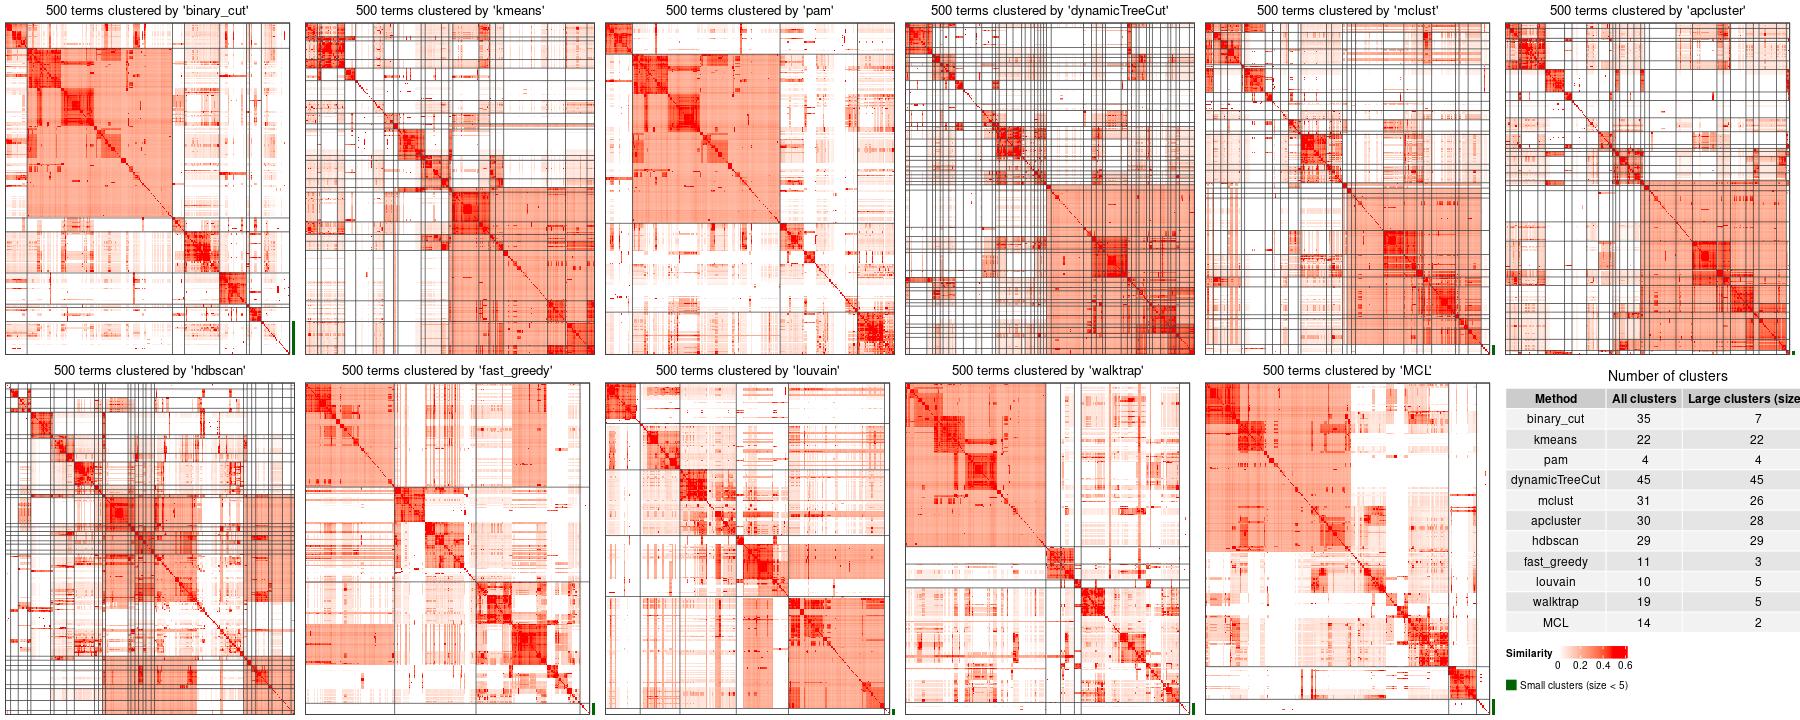 500 terms clustered by 'binary_cut'
500 terms clustered by 'kmeans'
500 terms clustered by 'pam'
500 terms clustered by 'dynamicTreeCut'
500 terms clustered by 'mclust'
500 terms clustered by 'apcluster'
500 terms clustered by 'hdbscan'
500 terms clustered by 'fast_greedy'
500 terms clustered by 'louvain'
500 terms clustered by 'walktrap'
500 terms clustered by 'MCL'
Number of clusters
Method All clusters Large clusters (size
binary_cut 35 7
kmeans 22 22
pam 4 4
dynamicTreeCut 45 45
mclust 31 26
apcluster 30 28
hdbscan 29 29
fast_greedy 11 3
louvain 10 5
walktrap 19 5
MCL 14 2
Similarity
0 0.2 0.4 0.6
Small clusters (size < 5)